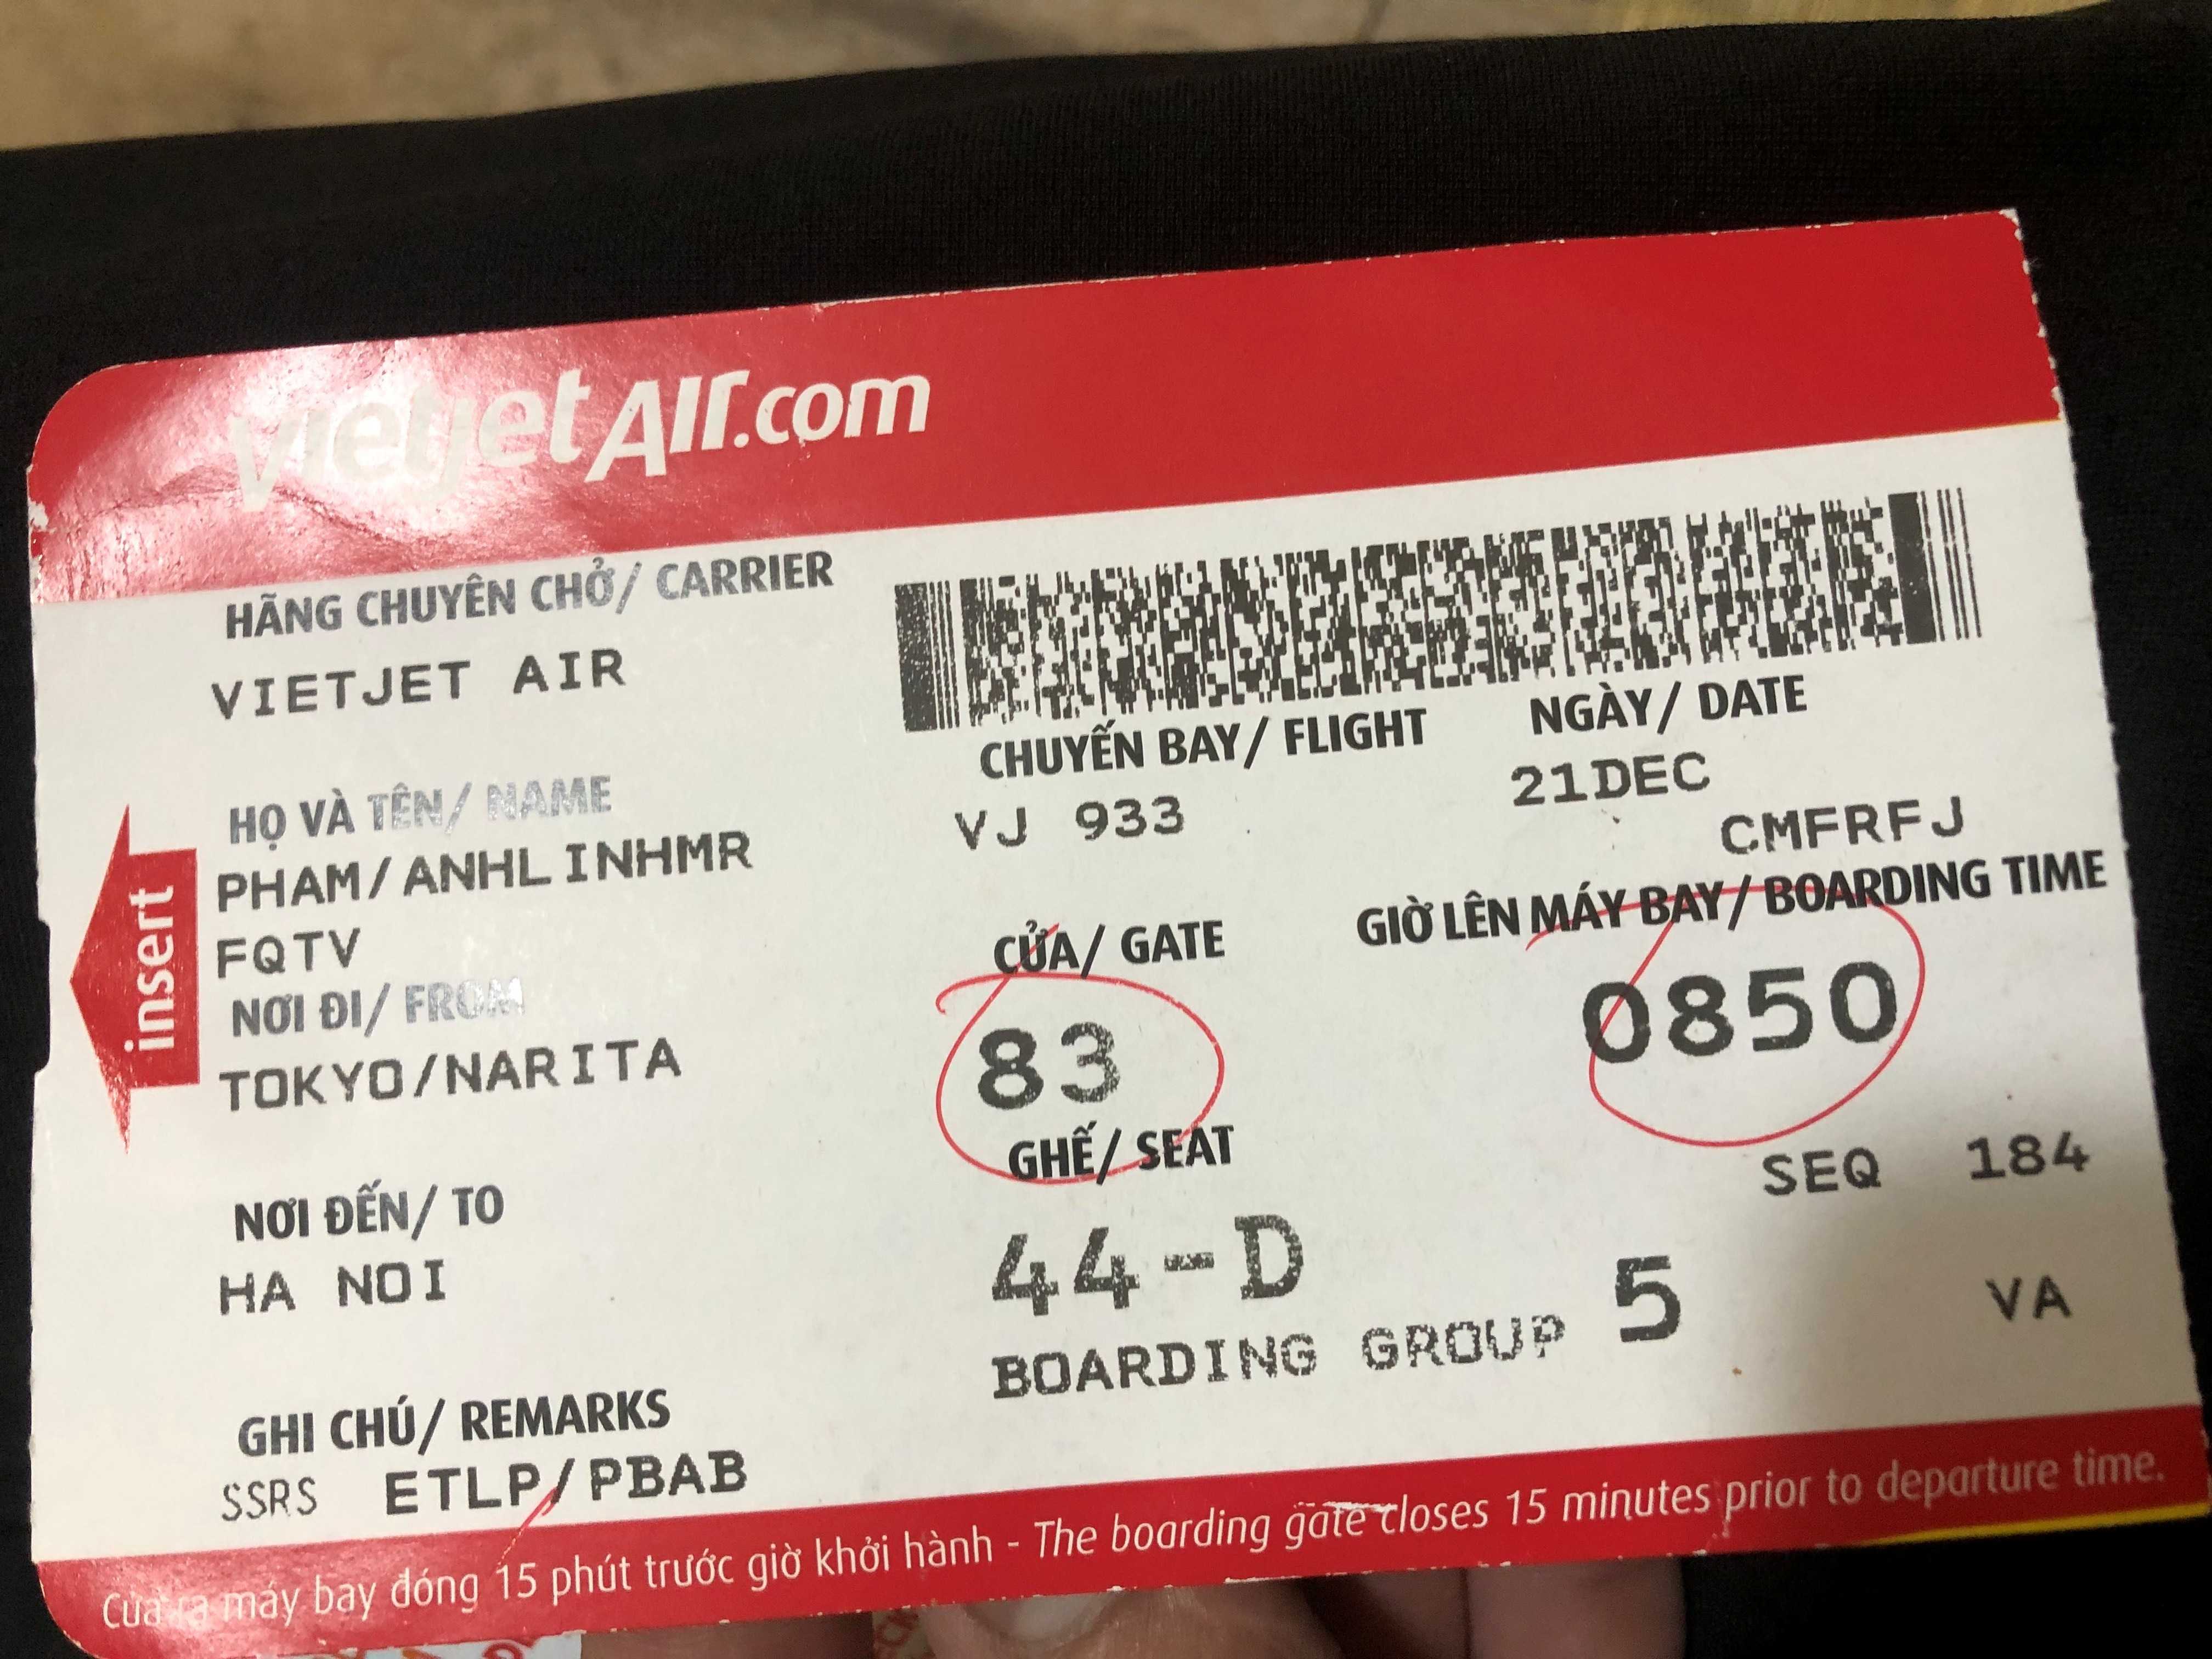 vietjetAir.com
HÃNG CHUYÊN CHỞ/ CARRIER
VIETJET AIR
CHUYẾN BAY/ FLIGHT
NGÀY/ DATE
VJ 933
21DEC
CMFRFJ
HỌ VÀ TÊN/ NAME
PHAM/ANHLINHMR
FQTV
CỬA/ GATE
GIỜ LÊN MÁY BAY/ BOARDING TIME
83
0850
insert
NƠI ĐI/ FROM
TOKYO/NARITA
GHẾ/ SEAT
SEQ 184
NƠI ĐẾN/ TO
HA NOI
44-D
BOARDING GROUP 5
VA
GHI CHÚ/ REMARKS
SSRS ETLP/PBAB
Cửa ra máy bay đóng 15 phút trước giờ khởi hành - The boarding gate closes 15 minutes prior to departure time.